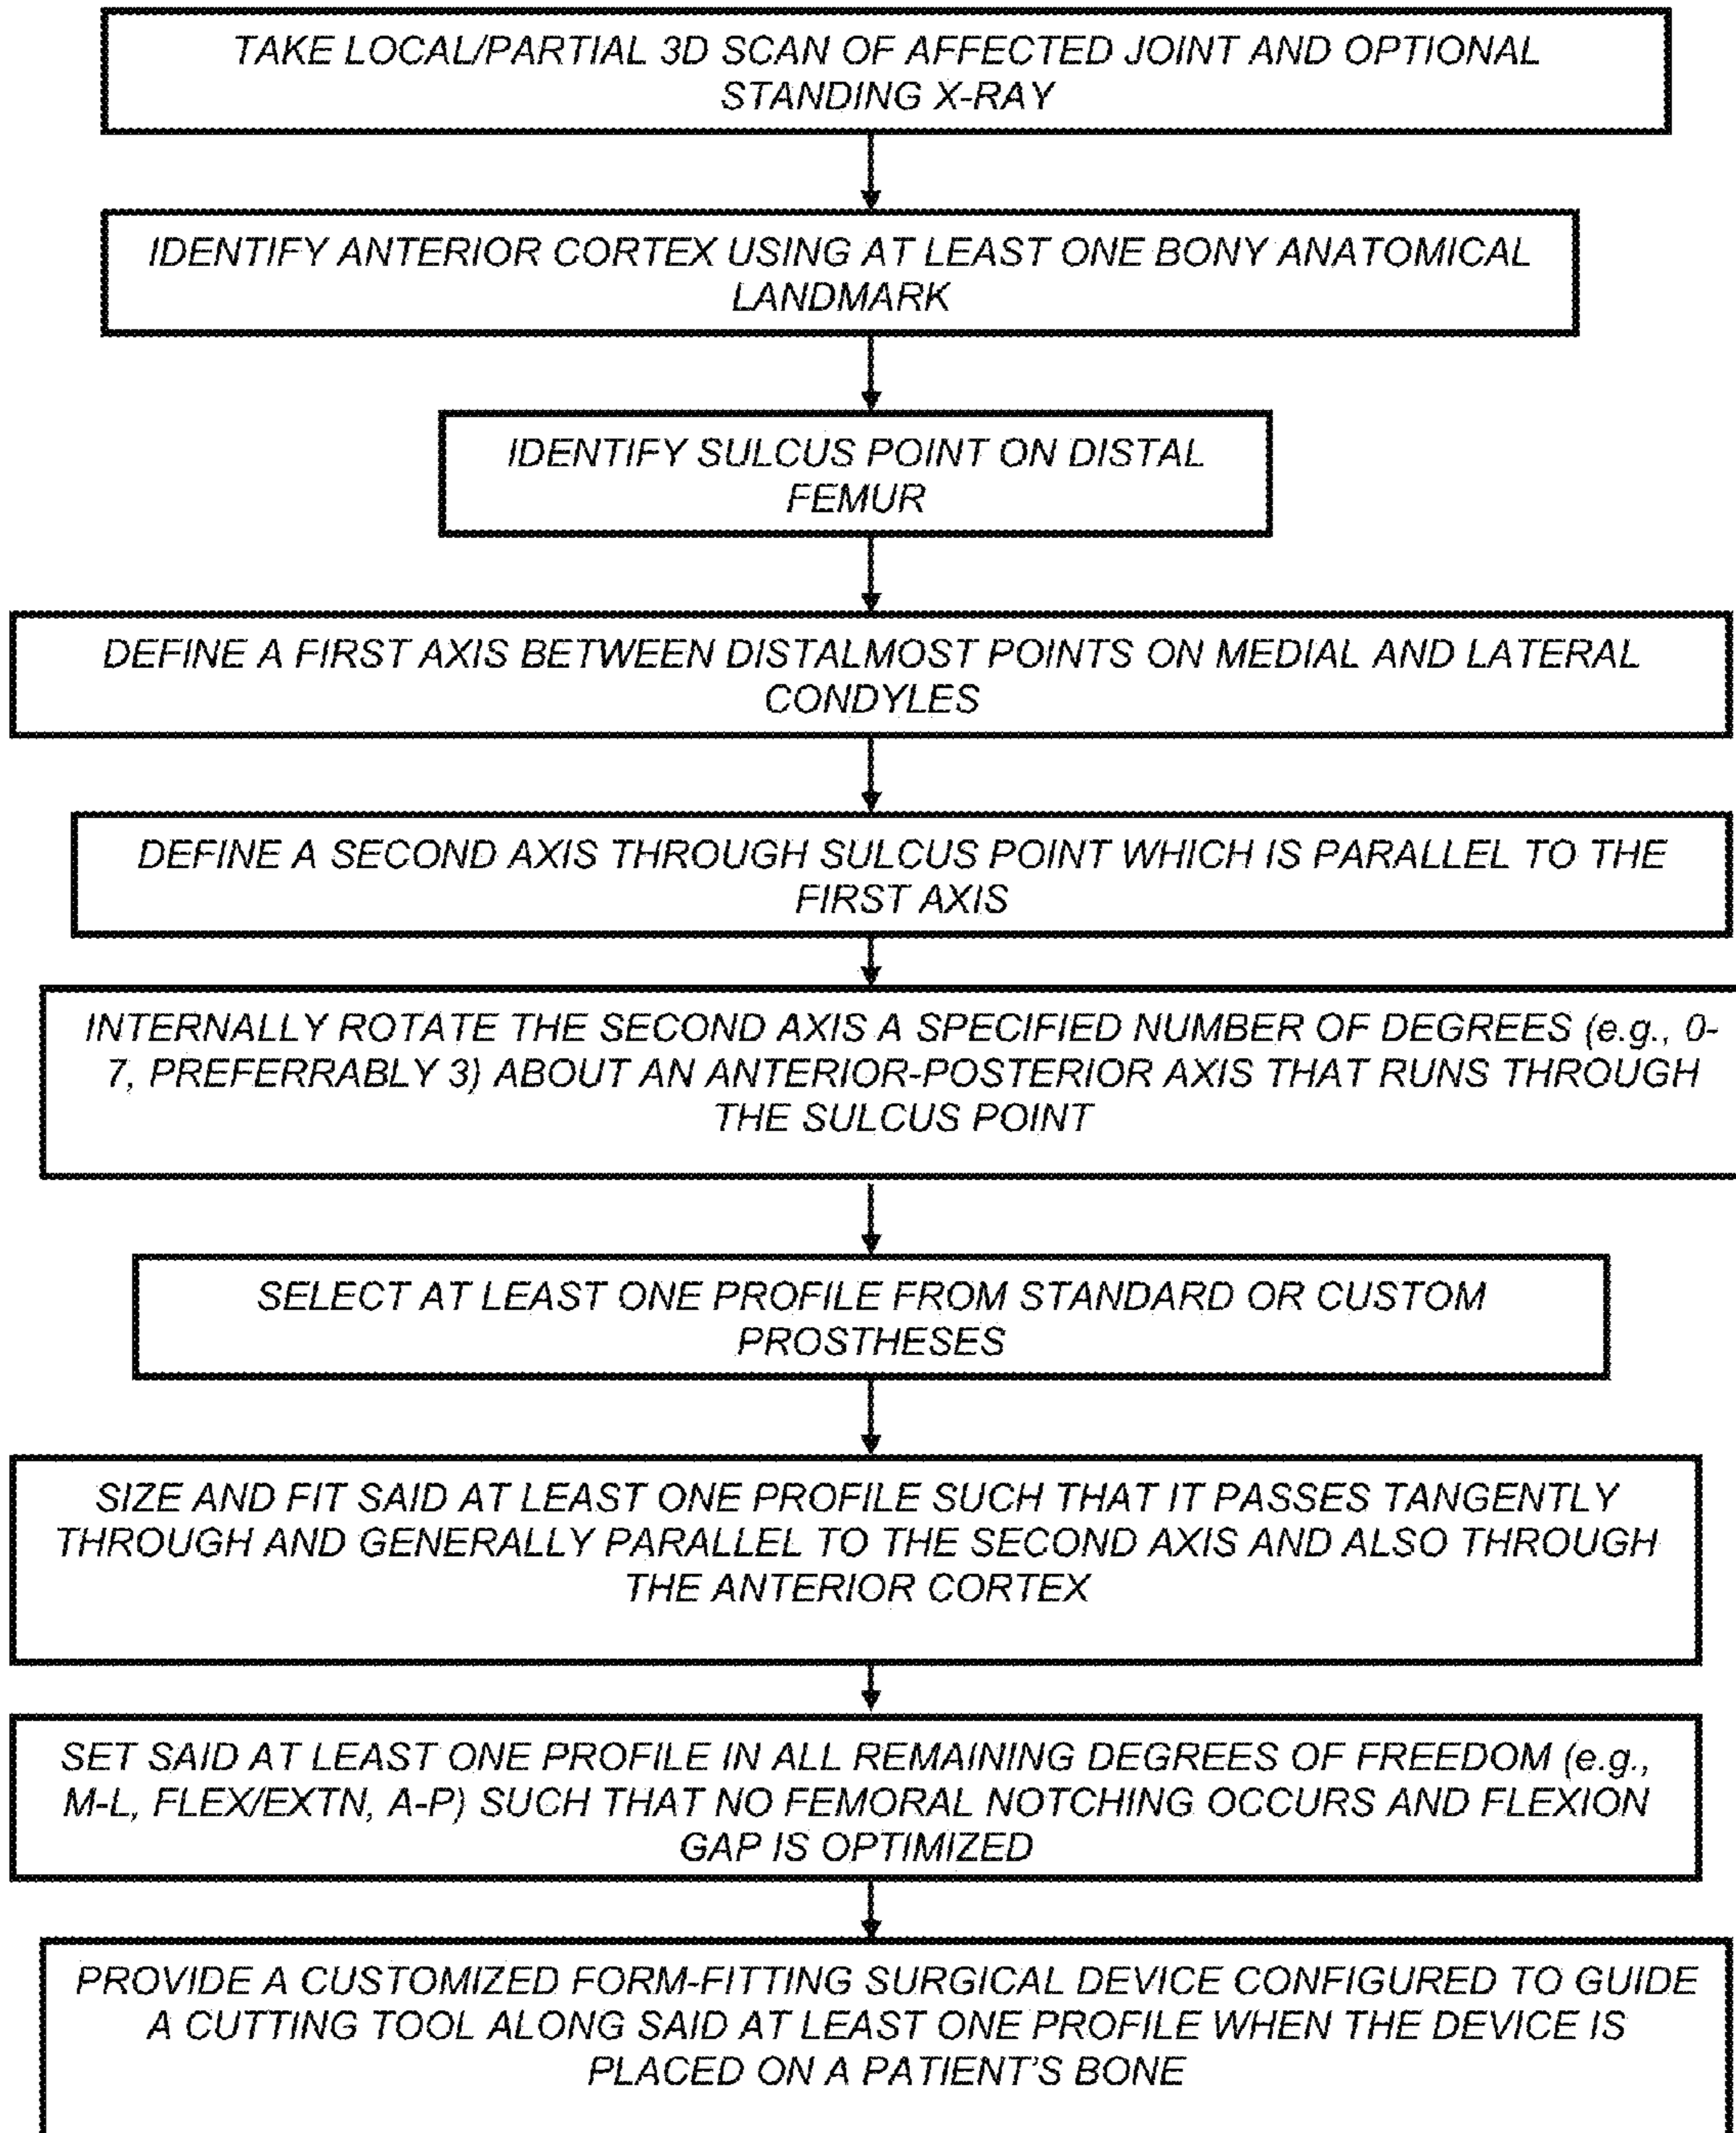 TAKE LOCAL/PARTIAL 3D SCAN OF AFFECTED JOINT AND OPTIONAL
STANDING X-RAY
IDENTIFY ANTERIOR CORTEX USING AT LEAST ONE BONY ANATOMICAL
LANDMARK
IDENTIFY SULCUS POINT ON DISTAL
FEMUR
DEFINE A FIRST AXIS BETWEEN DISTALMOST POINTS ON MEDIAL AND LATERAL
CONDYLES
DEFINE A SECOND AXIS THROUGH SULCUS POINT WHICH IS PARALLEL TO THE
FIRST AXIS
INTERNALLY ROTATE THE SECOND AXIS A SPECIFIED NUMBER OF DEGREES (e.g., 0-
7, PREFERRABLY 3) ABOUT AN ANTERIOR-POSTERIOR AXIS THAT RUNS THROUGH
THE SULCUS POINT
SELECT AT LEAST ONE PROFILE FROM STANDARD OR CUSTOM
PROSTHESES
SIZE AND FIT SAID AT LEAST ONE PROFILE SUCH THAT IT PASSES TANGENTLY
THROUGH AND GENERALLY PARALLEL TO THE SECOND AXIS AND ALSO THROUGH
THE ANTERIOR CORTEX
SET SAID AT LEAST ONE PROFILE IN ALL REMAINING DEGREES OF FREEDOM (e.g.,
M-L, FLEX/EXTN, A-P) SUCH THAT NO FEMORAL NOTCHING OCCURS AND FLEXION
GAP IS OPTIMIZED
PROVIDE A CUSTOMIZED FORM-FITTING SURGICAL DEVICE CONFIGURED TO GUIDE
A CUTTING TOOL ALONG SAID AT LEAST ONE PROFILE WHEN THE DEVICE IS
PLACED ON A PATIENT'S BONE